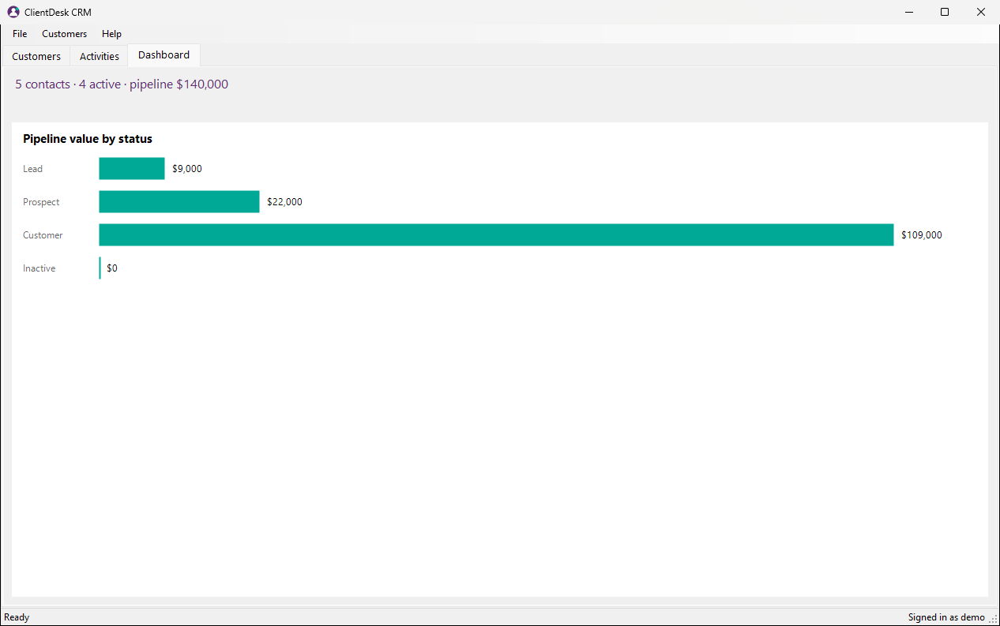 ClientDesk CRM
File Customers Help
Customers Activities Dashboard
5 contacts · 4 active · pipeline $140,000
Pipeline value by status
Lead $9,000
Prospect $22,000
Customer $109,000
Inactive $0
Ready Signed in as demo